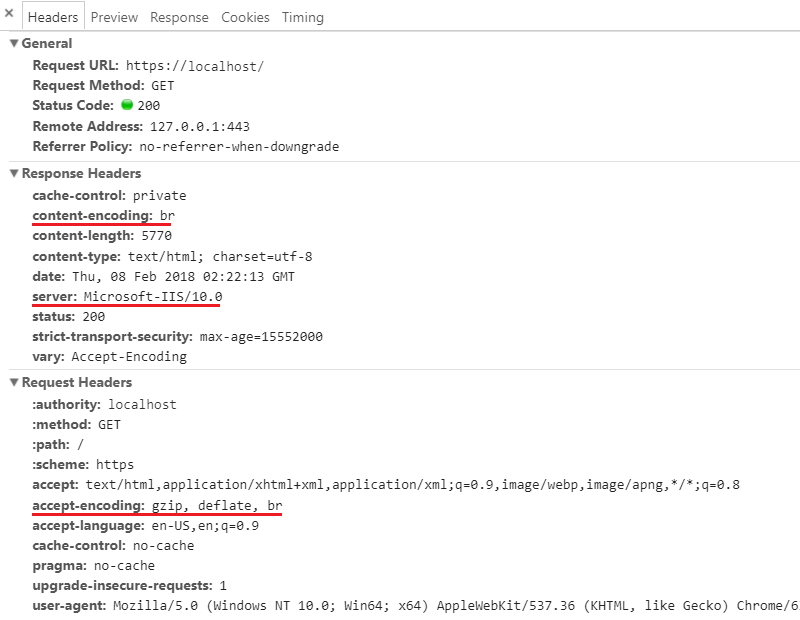 × Headers Preview Response Cookies Timing
▼ General
Request URL: https://localhost/
Request Method: GET
Status Code: 200
Remote Address: 127.0.0.1:443
Referrer Policy: no-referrer-when-downgrade
▼ Response Headers
cache-control: private
content-encoding: br
content-length: 5770
content-type: text/html; charset=utf-8
date: Thu, 08 Feb 2018 02:22:13 GMT
server: Microsoft-IIS/10.0
status: 200
strict-transport-security: max-age=15552000
vary: Accept-Encoding
▼ Request Headers
:authority: localhost
:method: GET
:path: /
:scheme: https
accept: text/html,application/xhtml+xml,application/xml;q=0.9,image/webp,image/apng,*/*;q=0.8
accept-encoding: gzip, deflate, br
accept-language: en-US,en;q=0.9
cache-control: no-cache
pragma: no-cache
upgrade-insecure-requests: 1
user-agent: Mozilla/5.0 (Windows NT 10.0; Win64; x64) AppleWebKit/537.36 (KHTML, like Gecko) Chrome/6